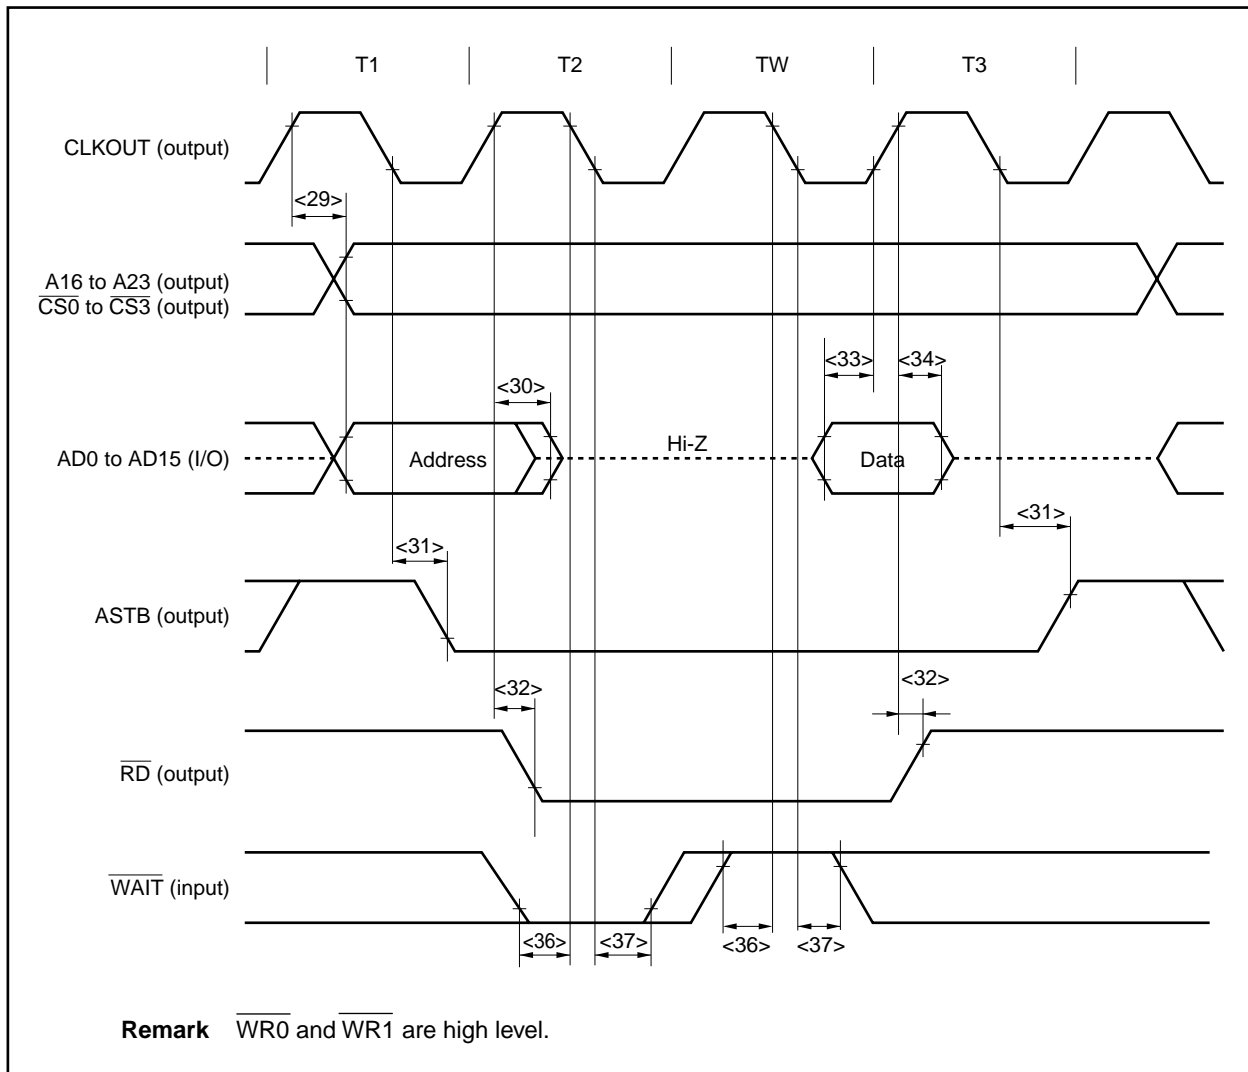 T1 T2 TW T3
CLKOUT (output)
<29>
A16 to A23 (output)
CS0 to CS3 (output)
<33> <34>
<30>
Hi-Z
AD0 to AD15 (I/O) Address Data
<31>
<31>
ASTB (output)
<32> <32>
RD (output)
WAIT (input)
<36> <37> <36> <37>
Remark WR0 and WR1 are high level.